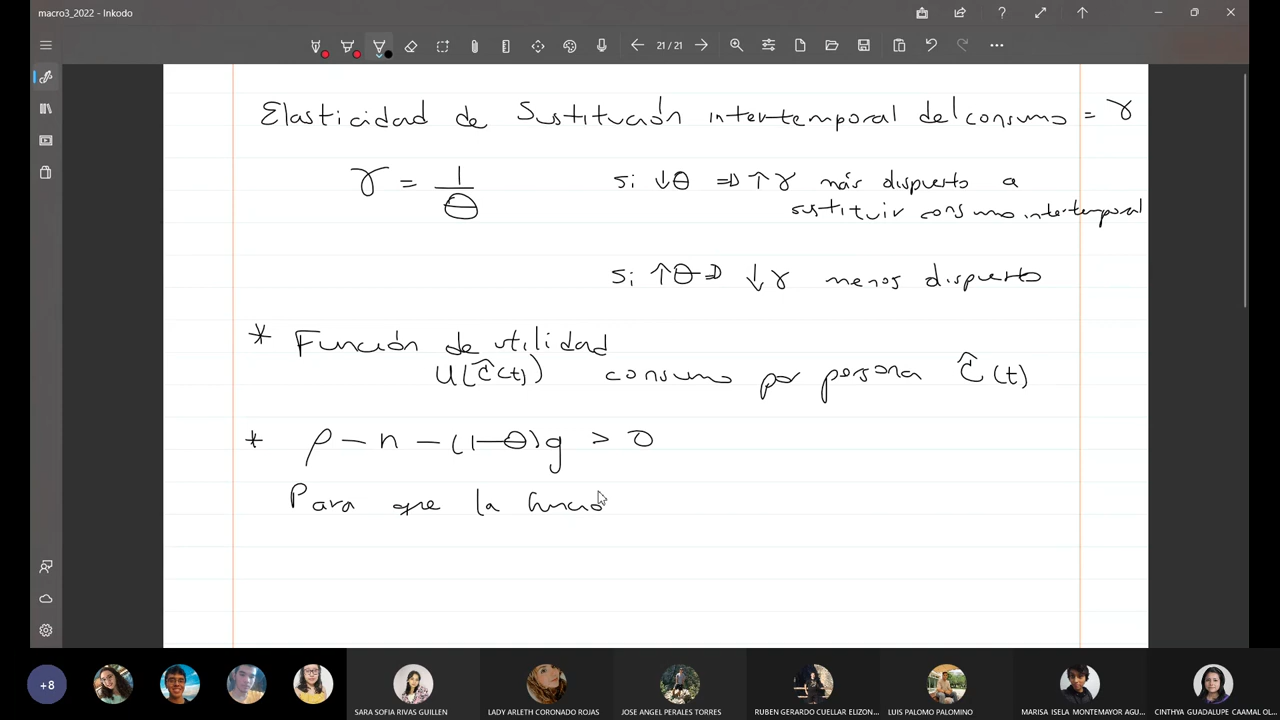 macro3_2022 - Inkodo
21 / 21
Elasticidad de Sustitución intertemporal del consumo = γ
γ = 1/θ
si ↓θ ⇒ ↑γ más dispuesto a
sustituir consumo intertemporal
si ↑θ ⇒ ↓γ menos dispuesto
* Función de utilidad
U(Ĉ(t)) consumo por persona Ĉ(t)
* ρ - n - (1-θ)g > 0
Para que la
+8
SARA SOFIA RIVAS GUILLEN
LADY ARLETH CORONADO ROJAS
JOSE ANGEL PERALES TORRES
RUBEN GERARDO CUELLAR ELIZON...
LUIS PALOMO PALOMINO
MARISA ISELA MONTEMAYOR AGU...
CINTHYA GUADALUPE CAAMAL OL...